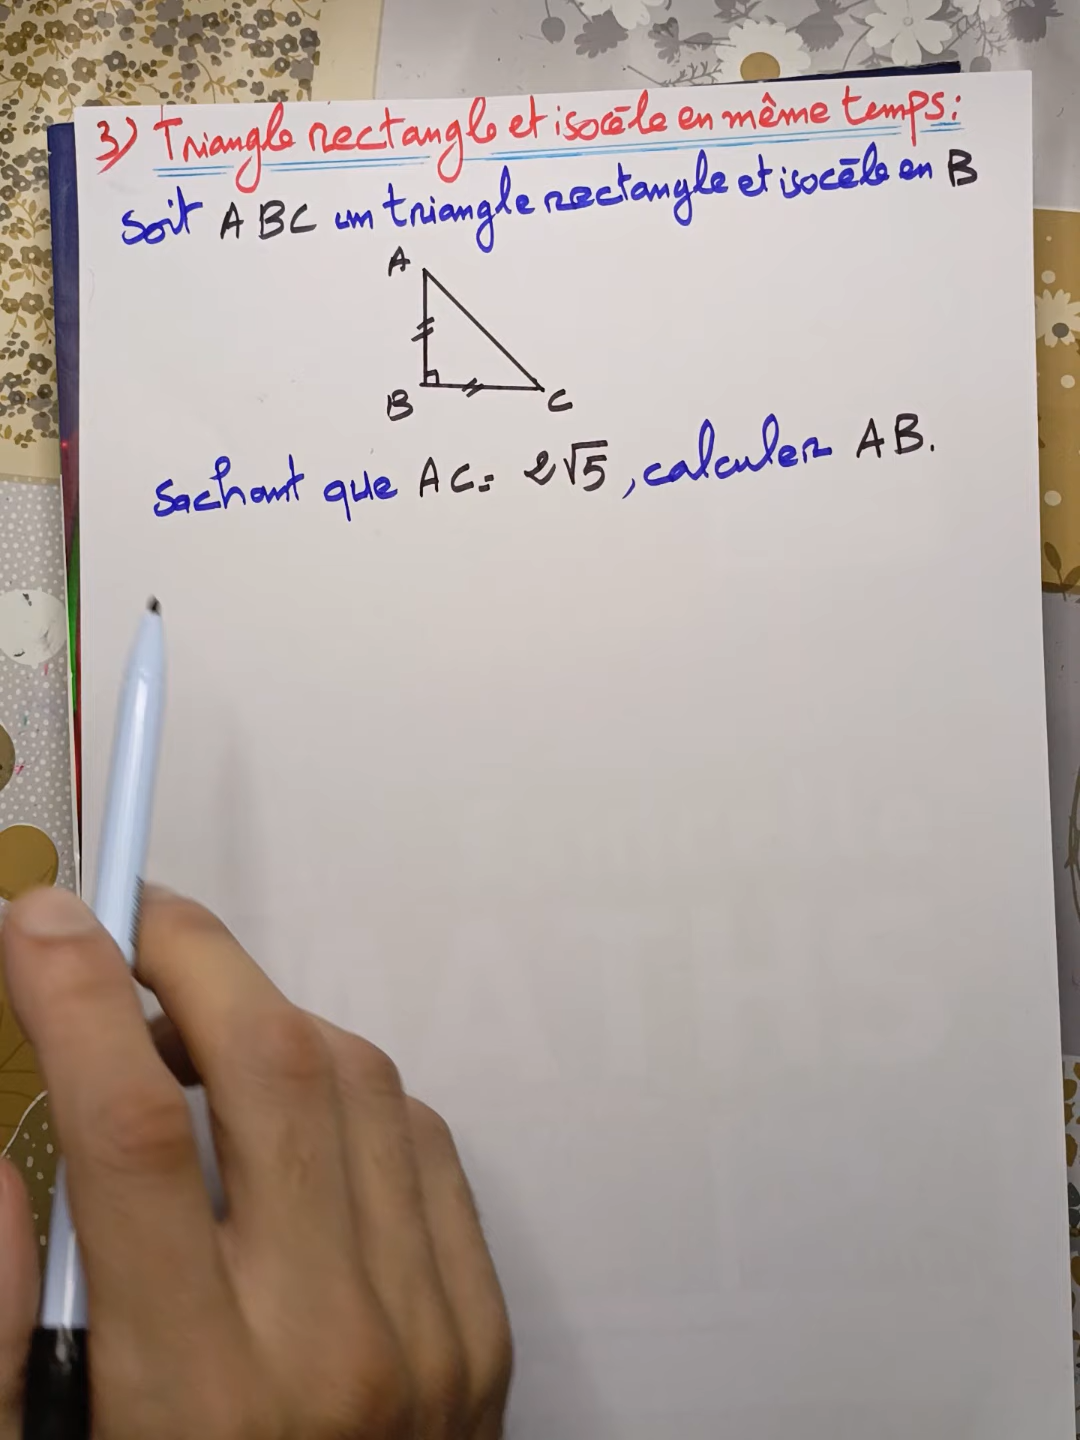 3) Triangle rectangle et isocèle en même temps:
Soit ABC un triangle rectangle et isocèle en B
A
B
C
Sachant que AC = 2√5, calculer AB.